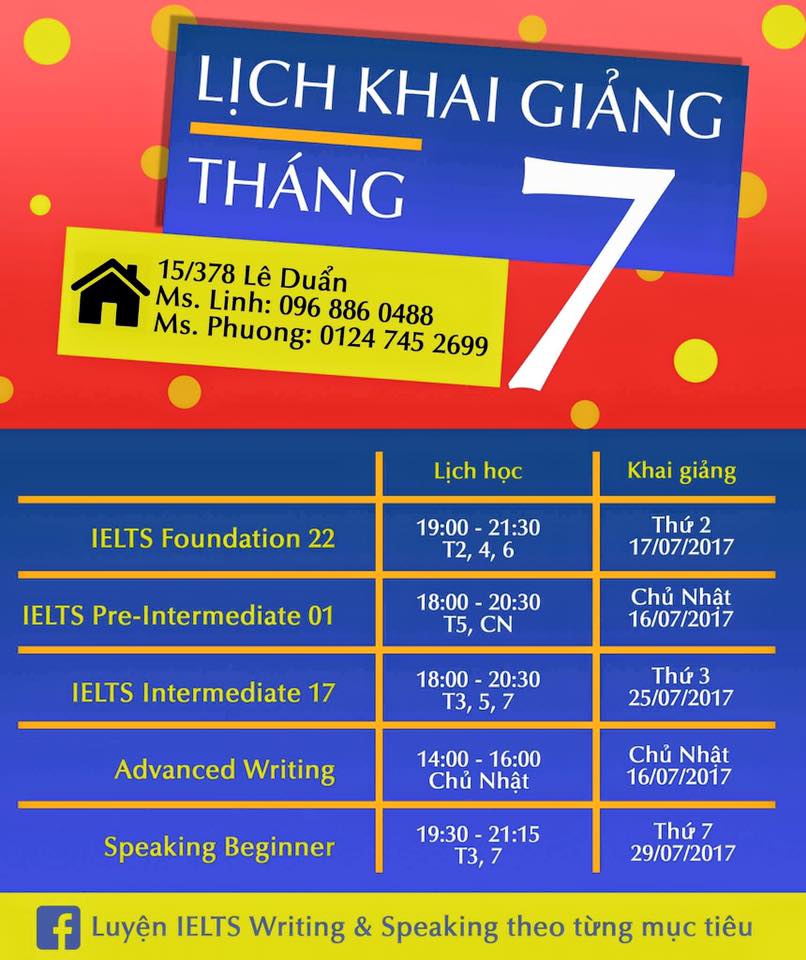 LỊCH KHAI GIẢNG
THÁNG 7
15/378 Lê Duẩn
Ms. Linh: 096 886 0488
Ms. Phuong: 0124 745 2699
Lịch học Khai giảng
IELTS Foundation 22
19:00 - 21:30
T2, 4, 6
Thứ 2
17/07/2017
IELTS Pre-Intermediate 01
18:00 - 20:30
T5, CN
Chủ Nhật
16/07/2017
IELTS Intermediate 17
18:00 - 20:30
T3, 5, 7
Thứ 3
25/07/2017
Advanced Writing
14:00 - 16:00
Chủ Nhật
Chủ Nhật
16/07/2017
Speaking Beginner
19:30 - 21:15
T3, 7
Thứ 7
29/07/2017
Luyện IELTS Writing & Speaking theo từng mục tiêu